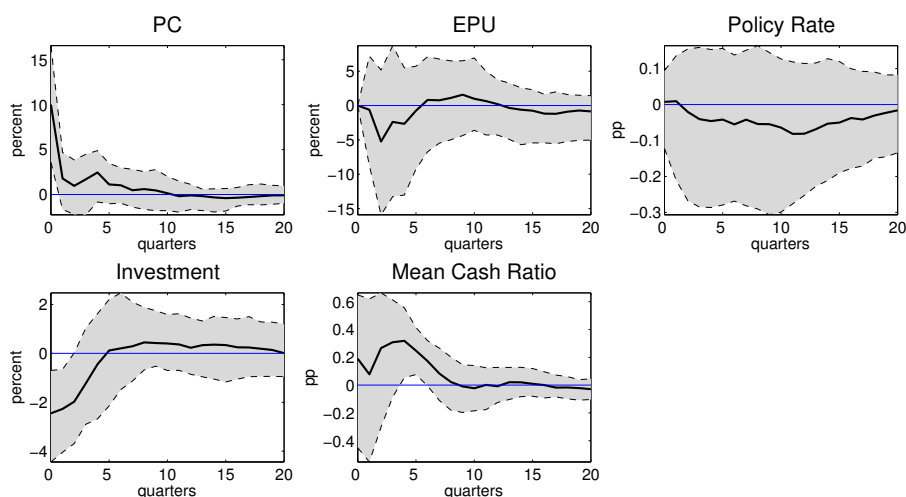 PC
percent
15
10
5
0
0 5 10 15 20
quarters
EPU
percent
5
0
−5
−10
−15
0 5 10 15 20
quarters
Policy Rate
pp
0.1
0
−0.1
−0.2
−0.3
0 5 10 15 20
quarters
Investment
percent
2
0
−2
−4
0 5 10 15 20
quarters
Mean Cash Ratio
pp
0.6
0.4
0.2
0
−0.2
−0.4
0 5 10 15 20
quarters